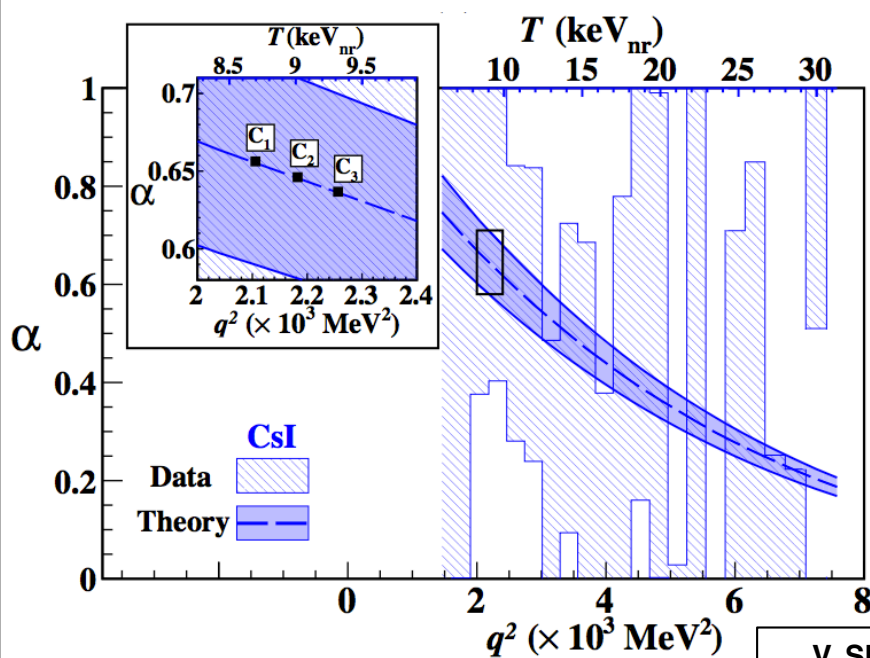 T (keVnr)
8.5 9 9.5
0.7
0.65
0.6
α
C1
C2
C3
2 2.1 2.2 2.3 2.4
q² (× 10³ MeV²)
T (keVnr)
10 15 20 25 30
1
0.8
0.6
0.4
0.2
0
α
CsI
Data
Theory
0 2 4 6 8
q² (× 10³ MeV²)